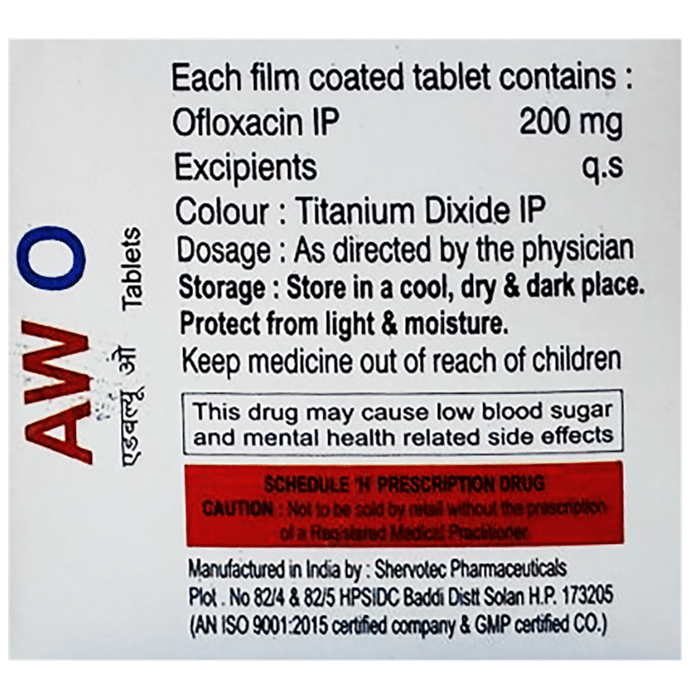 AW O
एडवल्यू ओ Tablets
Each film coated tablet contains :
Ofloxacin IP 200 mg
Excipients q.s
Colour : Titanium Dixide IP
Dosage : As directed by the physician
Storage : Store in a cool, dry & dark place.
Protect from light & moisture.
Keep medicine out of reach of children
This drug may cause low blood sugar
and mental health related side effects
SCHEDULE 'H' PRESCRIPTION DRUG
CAUTION : Not to be sold by retail without the prescription
of a Registared Medical Practitioner.
Manufactured in India by : Shervotec Pharmaceuticals
Plot . No 82/4 & 82/5 HPSIDC Baddi Distt Solan H.P. 173205
(AN ISO 9001:2015 certified company & GMP certified CO.)